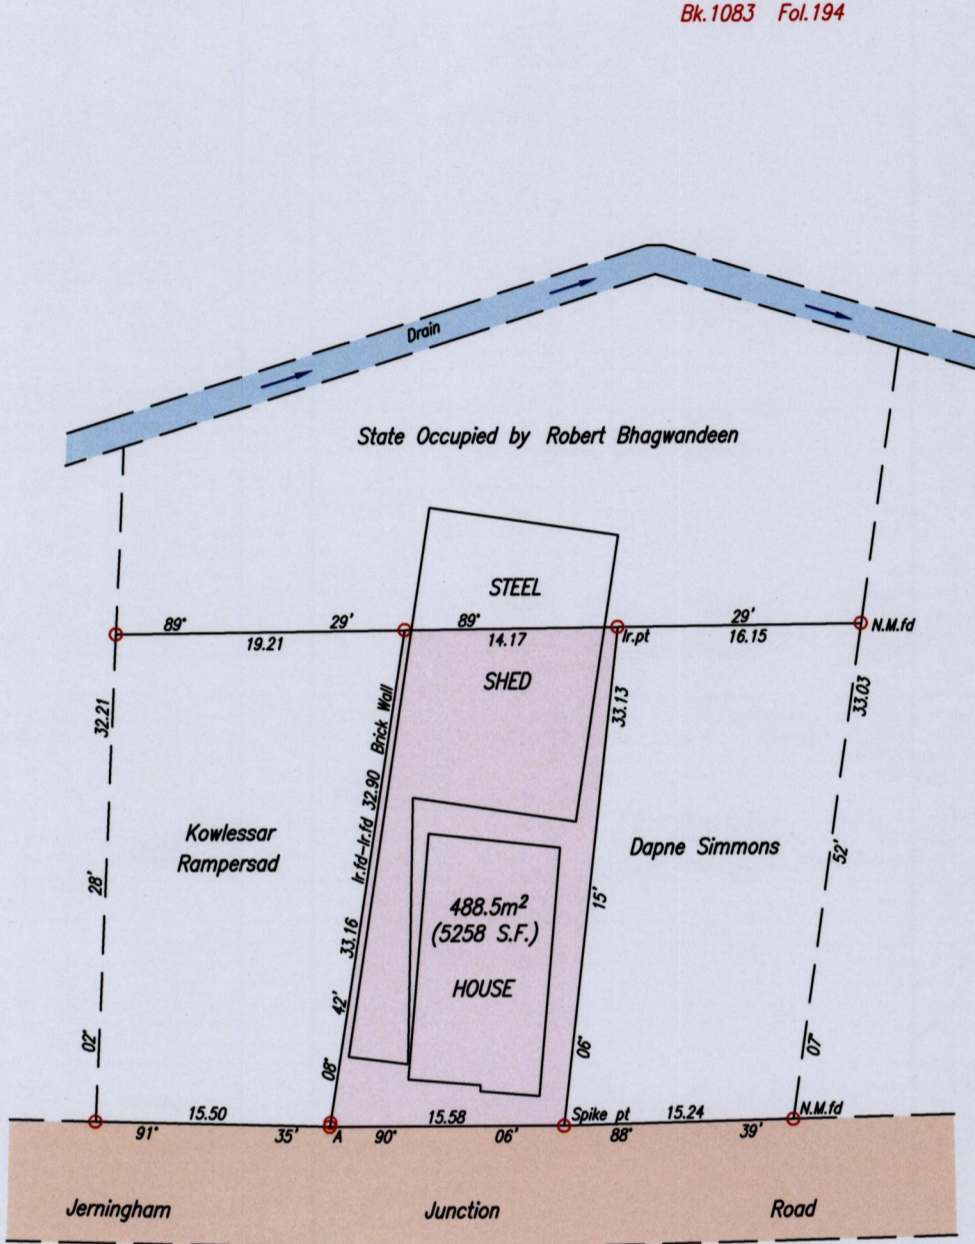 Bk.1083 Fol.194
Drain
State Occupied by Robert Bhagwandeen
STEEL
89° 29' 89° 29'
19.21 14.17 Ir.pt 16.15 N.M.fd
SHED
32.21
28'
02'
Brick Wall
Ir.fd-Ir.fd 32.90
33.16
42'
08°
33.13
15'
06°
33.03
52'
07'
Kowlessar
Rampersad
Dapne Simmons
488.5m²
(5258 S.F.)
HOUSE
15.50 15.58 Spike pt 15.24 N.M.fd
91° 35' A 90° 06' 88° 39'
Jerningham Junction Road